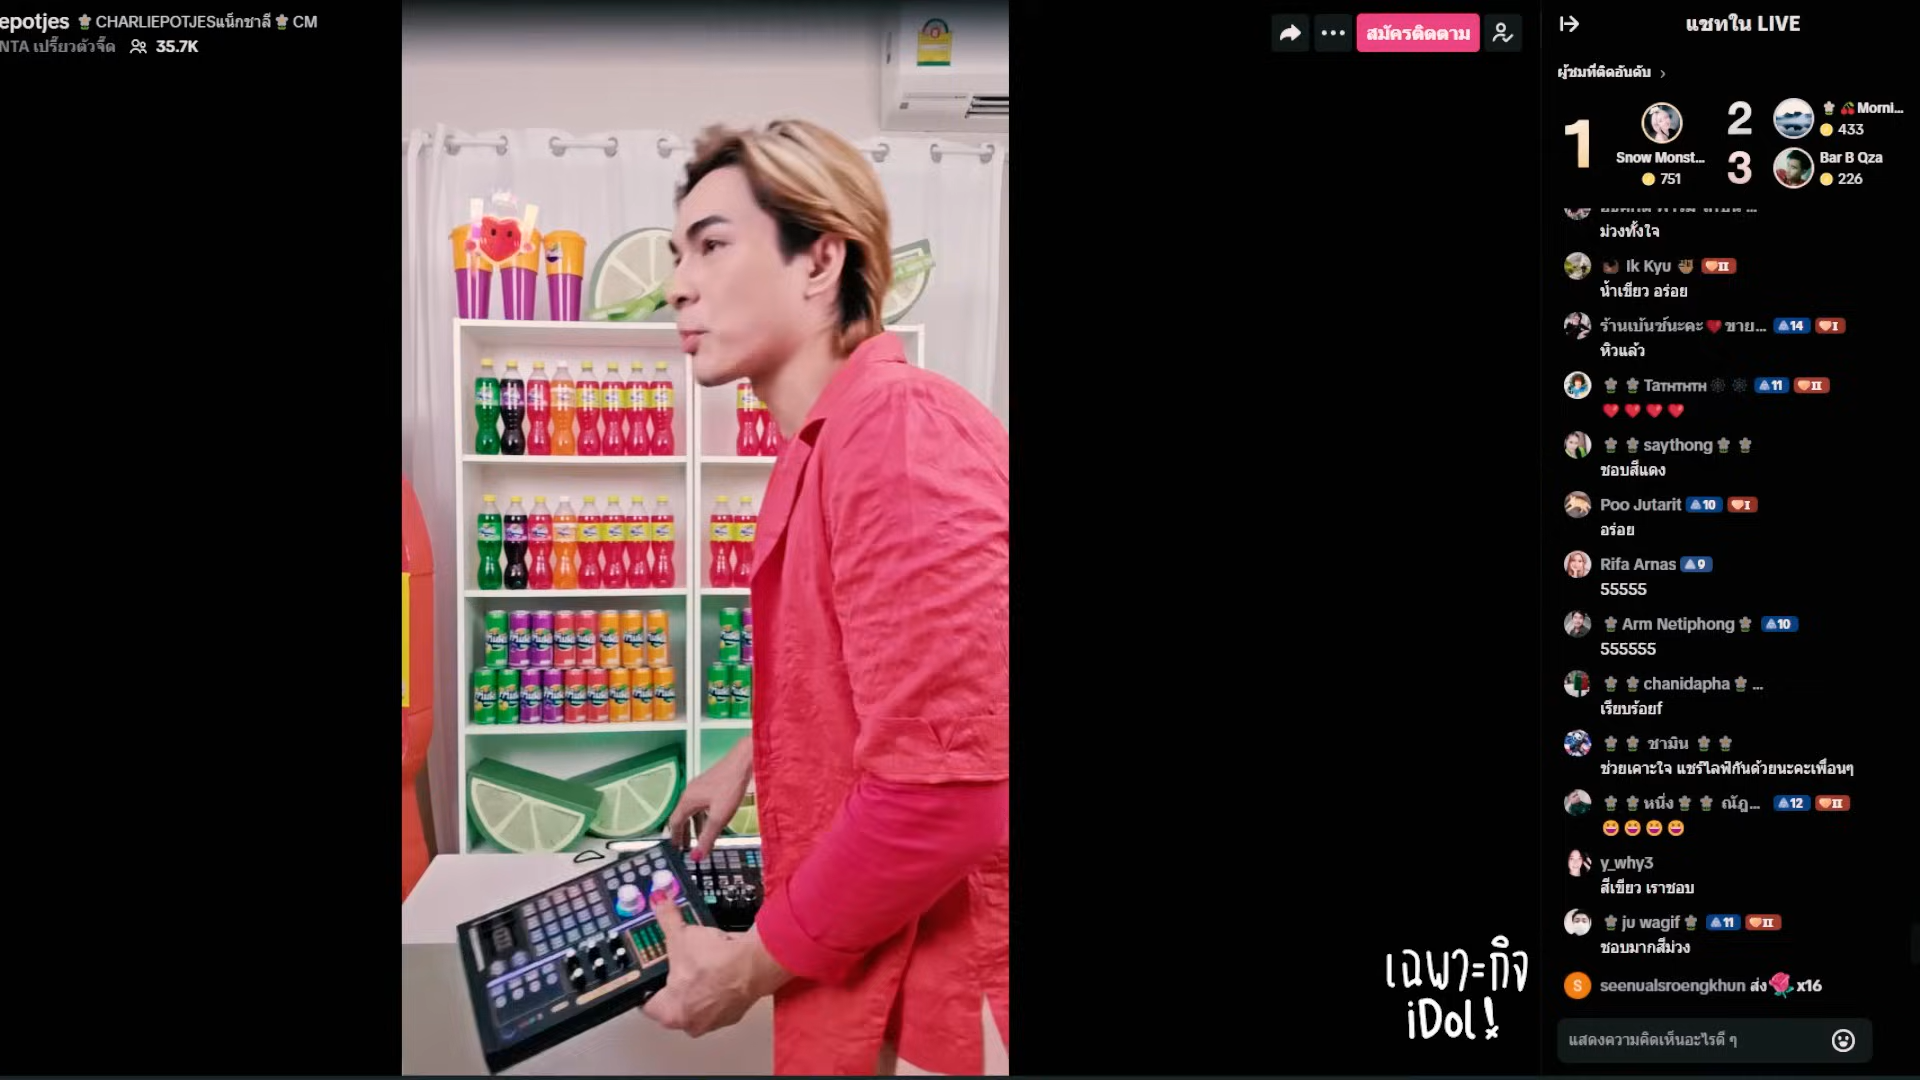 epotjes CHARLIEPOTJESแน็กชาลี CM
NTA เปรี้ยวตัวจี๊ด 35.7K
สมัครติดตาม
แชทใน LIVE
ผู้ชมที่ติดอันดับ
1
Snow Monst...
751
2
Morni...
433
3
Bar B Qza
226
ม่วงทั้งใจ
Ik Kyu II
น้ำเขียว อร่อย
ร้านเบ้นซ์นะคะ ขาย... 14 I
หิวแล้ว
Tamтнтн 11 II
saythong
ชอบสีแดง
Poo Jutarit 10 I
อร่อย
Rifa Arnas 9
55555
Arm Netiphong 10
555555
chanidapha ...
เรียบร้อยf
ชามิน
ช่วยเคาะใจ แชร์ไลฟ์กันด้วยนะคะเพื่อนๆ
หนึ่ง ณัฎ... 12 II
y_why3
สีเขียว เราชอบ
ju wagif 11 II
ชอบมากสีม่วง
S seenualsroengkhun ส่ง x16
แสดงความคิดเห็นอะไรดี ๆ
เฉพาะกิจ
iDol!